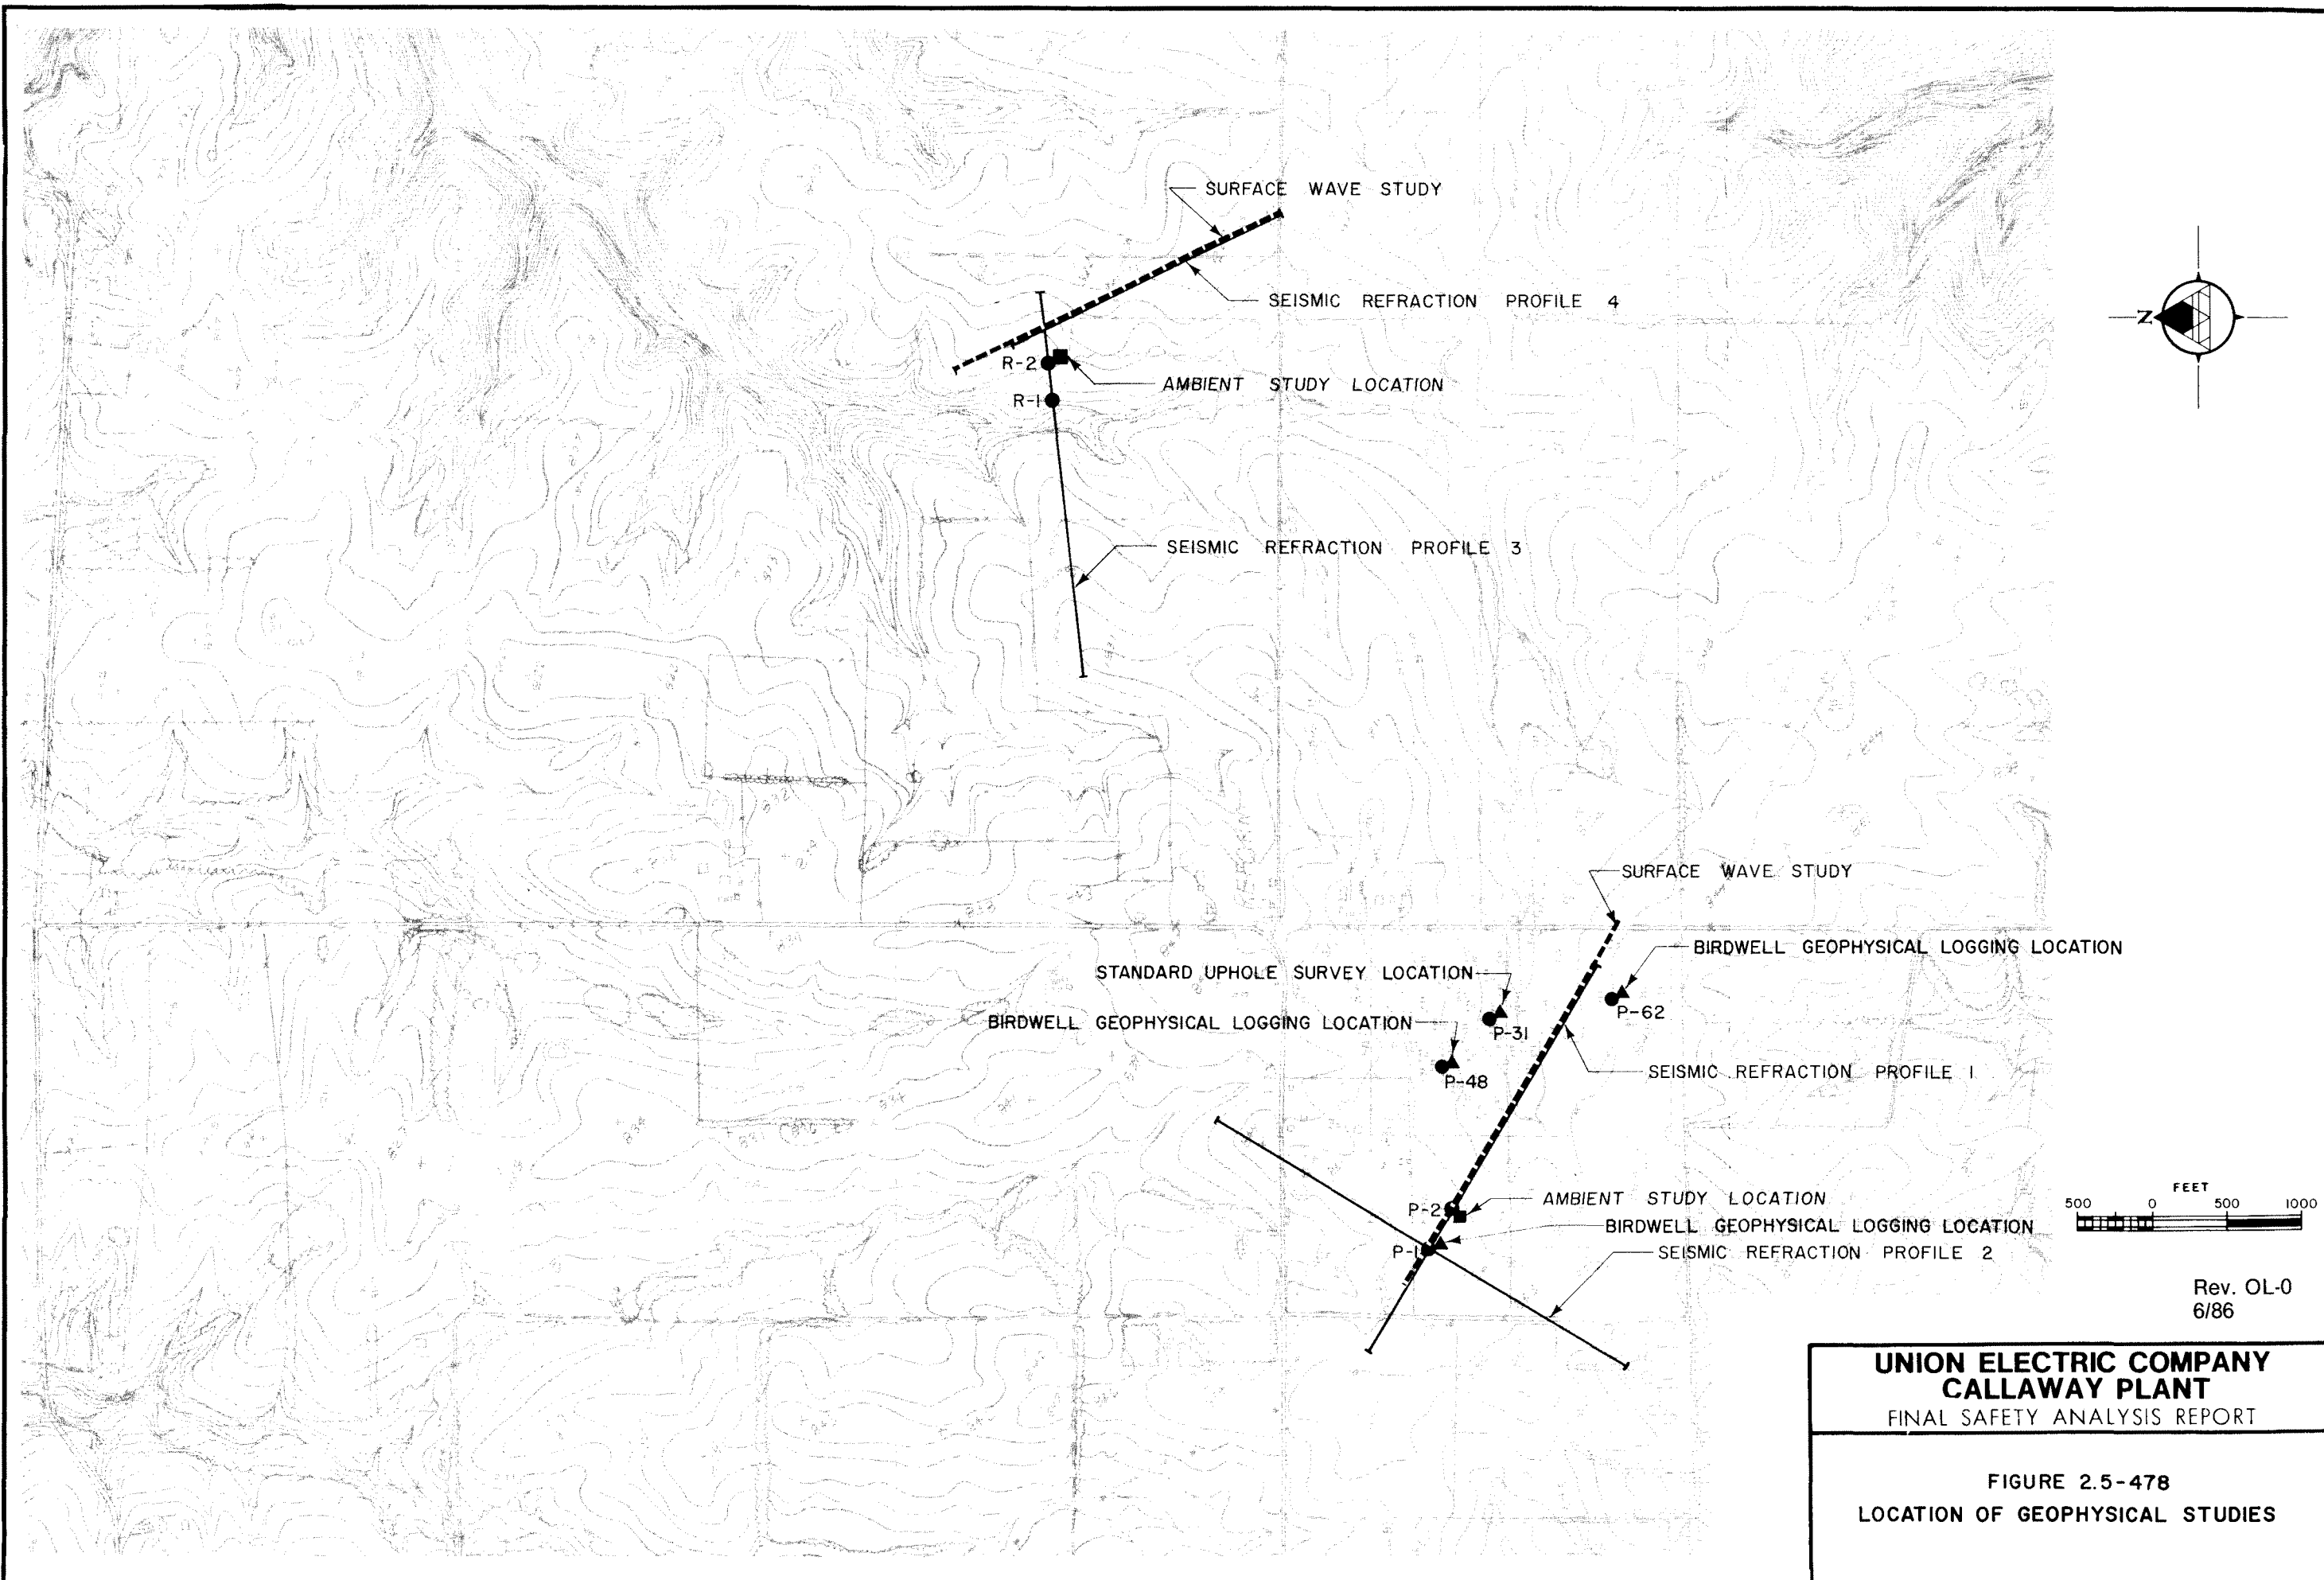 SURFACE WAVE STUDY
SEISMIC REFRACTION PROFILE 4
Z
R-2
AMBIENT STUDY LOCATION
R-1
SEISMIC REFRACTION PROFILE 3
SURFACE WAVE STUDY
BIRDWELL GEOPHYSICAL LOGGING LOCATION
STANDARD UPHOLE SURVEY LOCATION
P-62
BIRDWELL GEOPHYSICAL LOGGING LOCATION
P-31
SEISMIC REFRACTION PROFILE 1
P-48
FEET
500 0 500 1000
AMBIENT STUDY LOCATION
P-2
BIRDWELL GEOPHYSICAL LOGGING LOCATION
P-1
SEISMIC REFRACTION PROFILE 2
Rev. OL-0
6/86
UNION ELECTRIC COMPANY
CALLAWAY PLANT
FINAL SAFETY ANALYSIS REPORT
FIGURE 2.5-478
LOCATION OF GEOPHYSICAL STUDIES